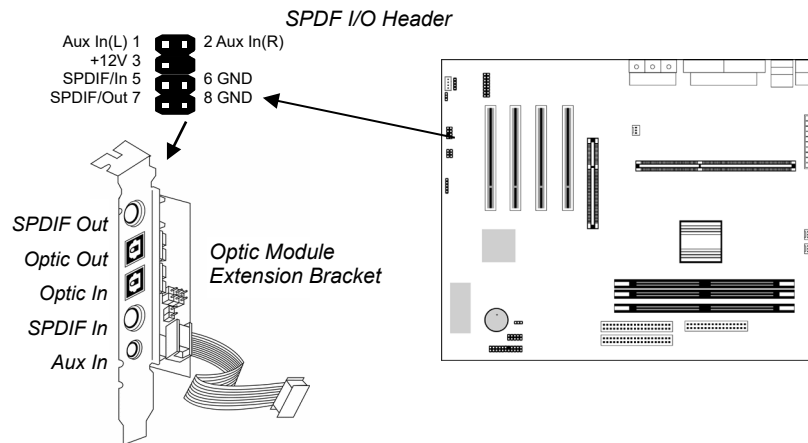 SPDF I/O Header
Aux In(L) 1 2 Aux In(R)
+12V 3
SPDIF/In 5 6 GND
SPDIF/Out 7 8 GND
SPDIF Out
Optic Out
Optic In
SPDIF In
Aux In
Optic Module
Extension Bracket